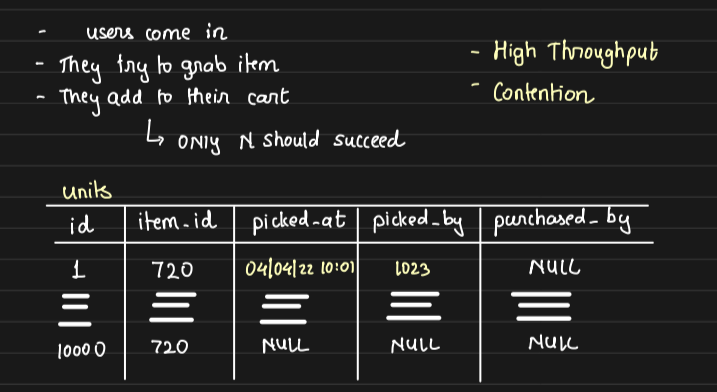 - users come in
- They try to grab item
- They add to their cart
↳ ONly N should succeed
- High Throughput
- Contention
units
id item_id picked_at picked_by purchased_by
1 720 04/04/22 10:01 1023 NULL
10000 720 NULL NULL NULL